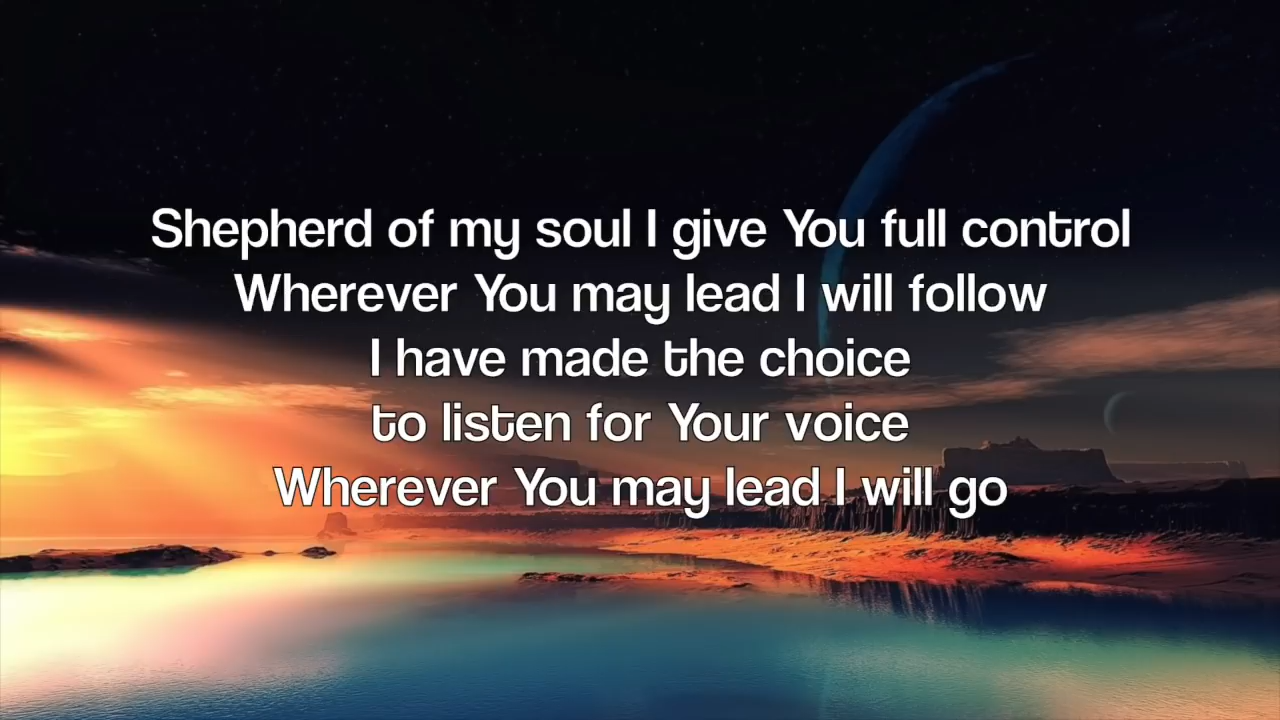 Shepherd of my soul I give You full control
Wherever You may lead I will follow
I have made the choice
to listen for Your voice
Wherever You may lead I will go